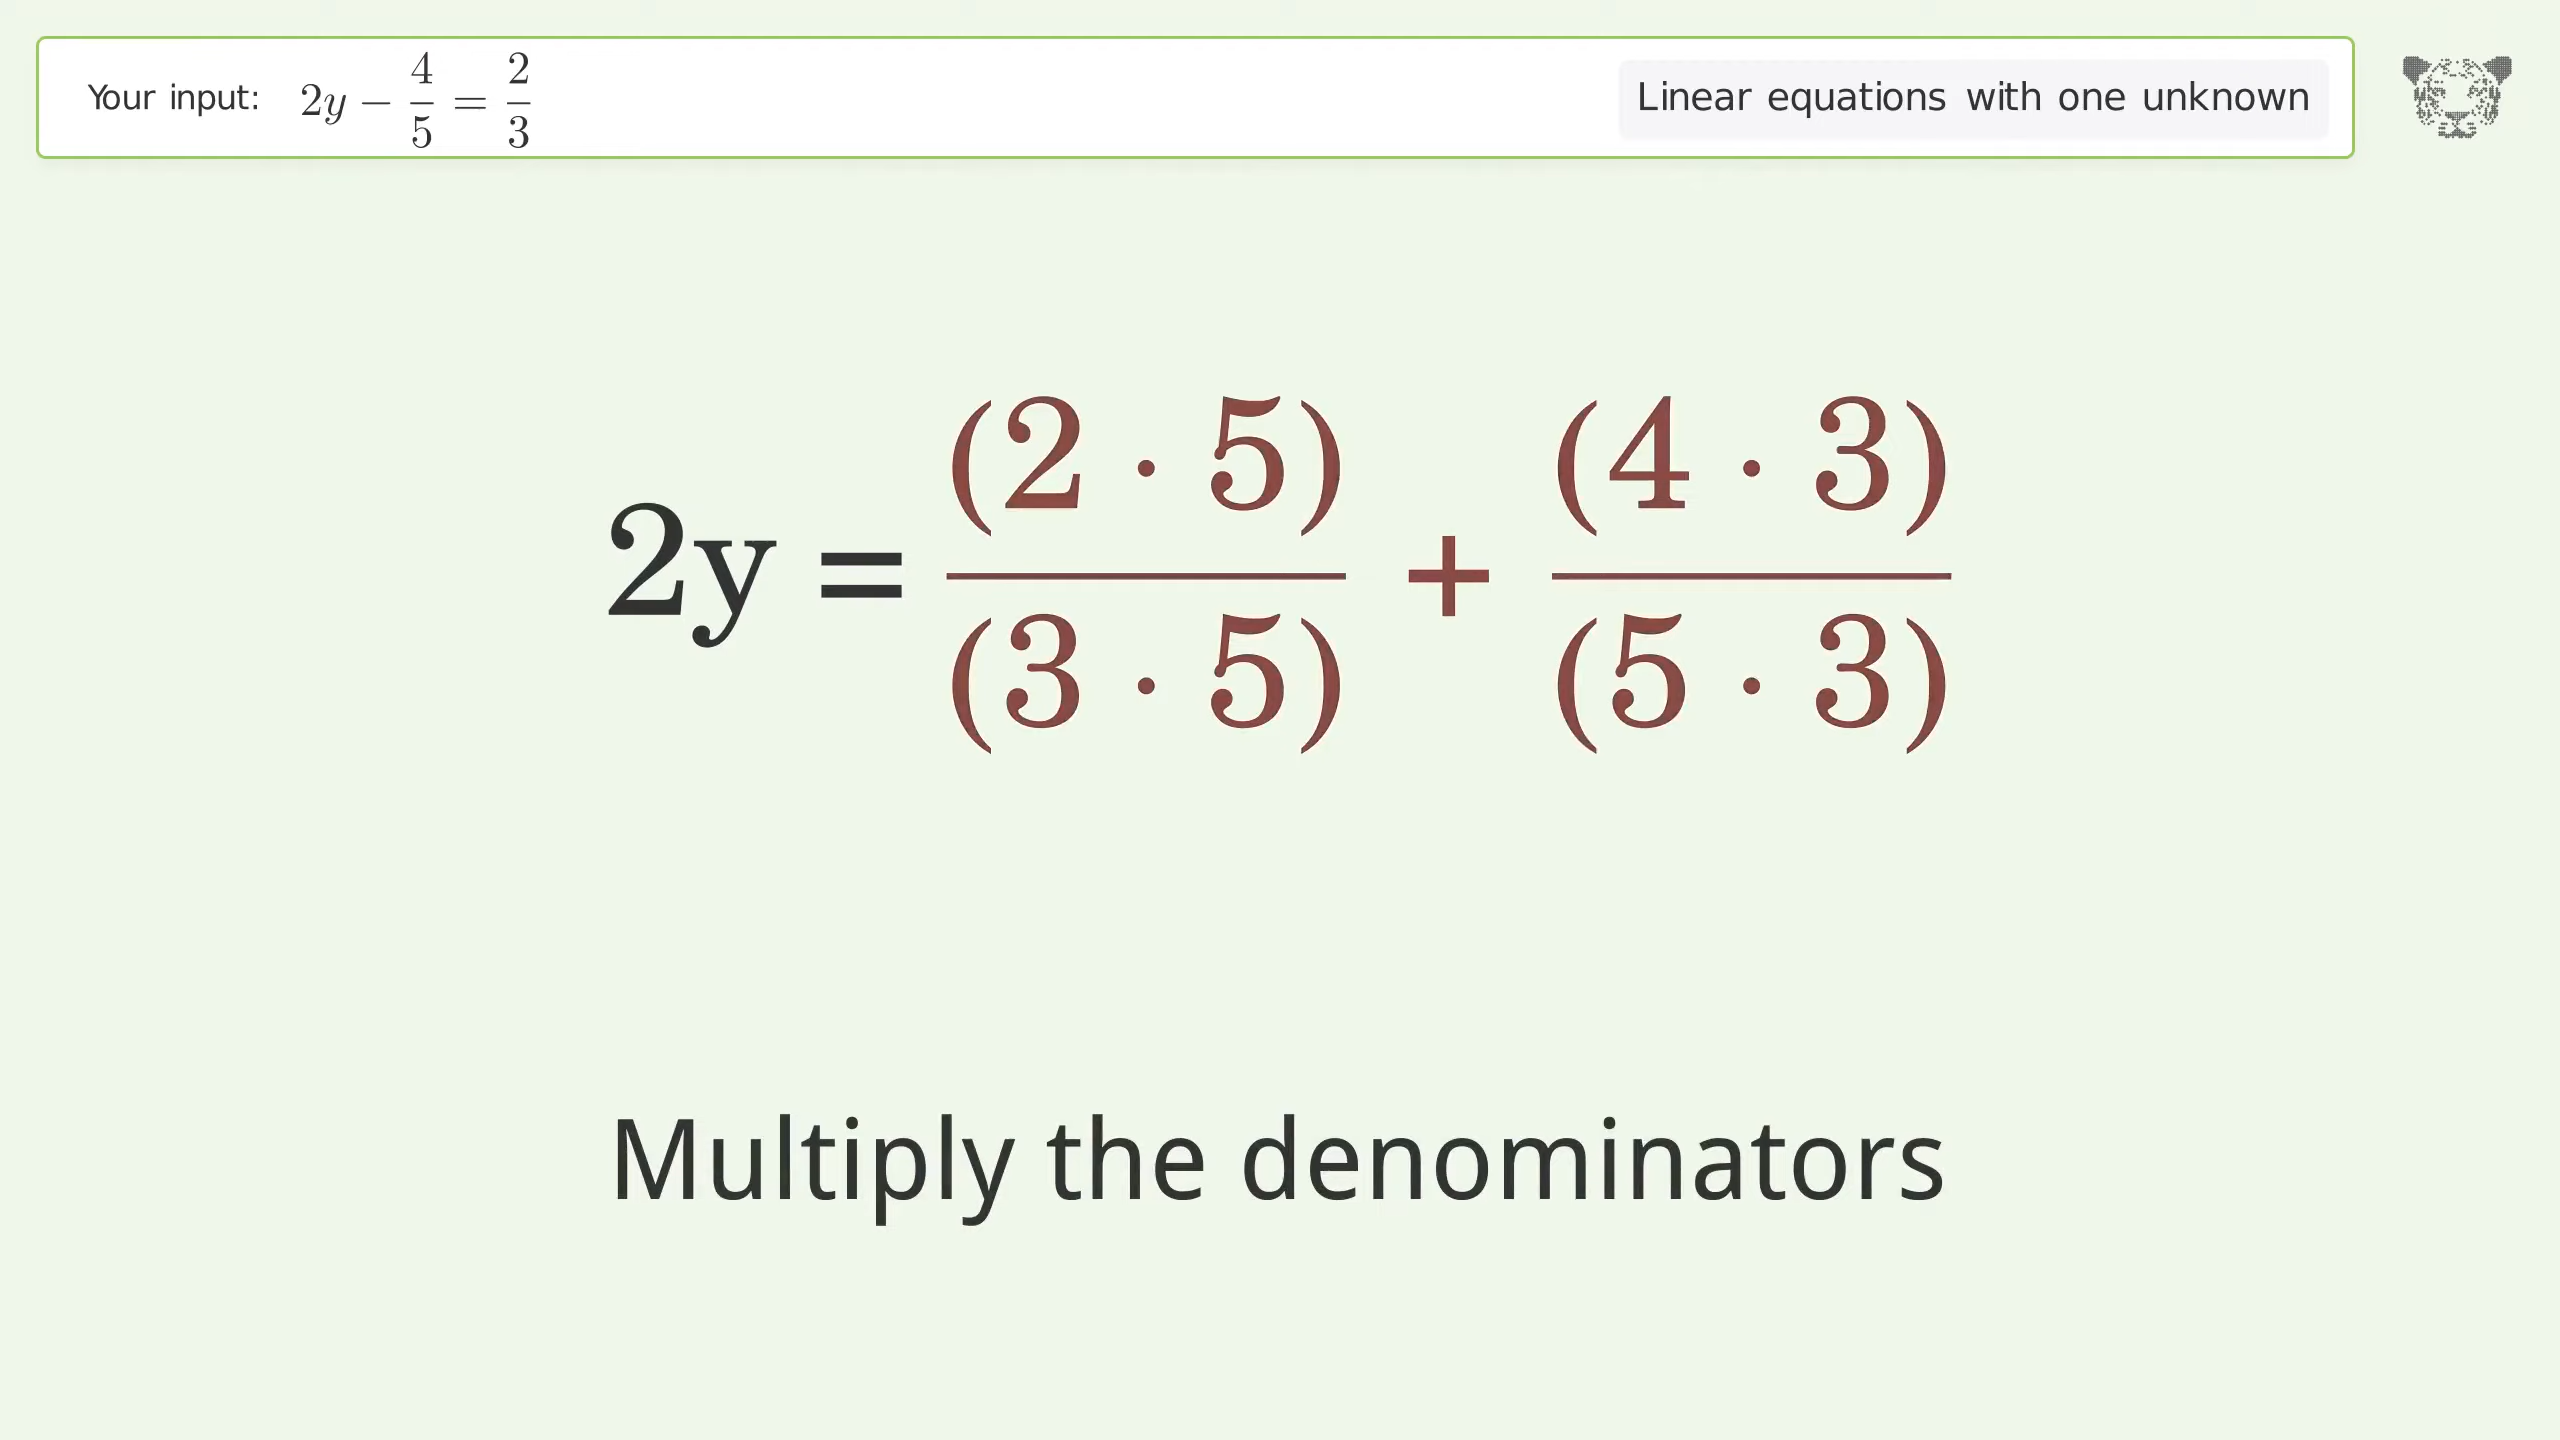 Your input: 2y − 4/5 = 2/3
Linear equations with one unknown
2y = (2 · 5)/(3 · 5) + (4 · 3)/(5 · 3)
Multiply the denominators